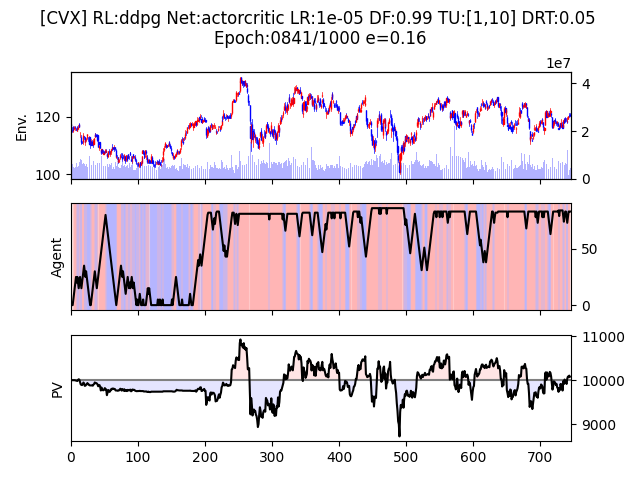 [CVX] RL:ddpg Net:actorcritic LR:1e-05 DF:0.99 TU:[1,10] DRT:0.05
Epoch:0841/1000 e=0.16
1e7
Env.
120
100
4
2
0
Agent
50
0
PV
11000
10000
9000
0 100 200 300 400 500 600 700